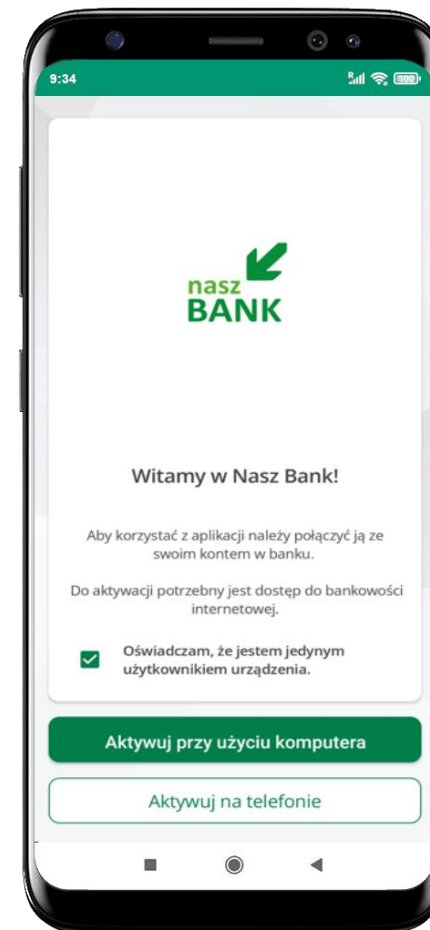 9:34
R
100
nasz
BANK
Witamy w Nasz Bank!
Aby korzystać z aplikacji należy połączyć ją ze
swoim kontem w banku.
Do aktywacji potrzebny jest dostęp do bankowości
internetowej.
Oświadczam, że jestem jedynym
użytkownikiem urządzenia.
Aktywuj przy użyciu komputera
Aktywuj na telefonie